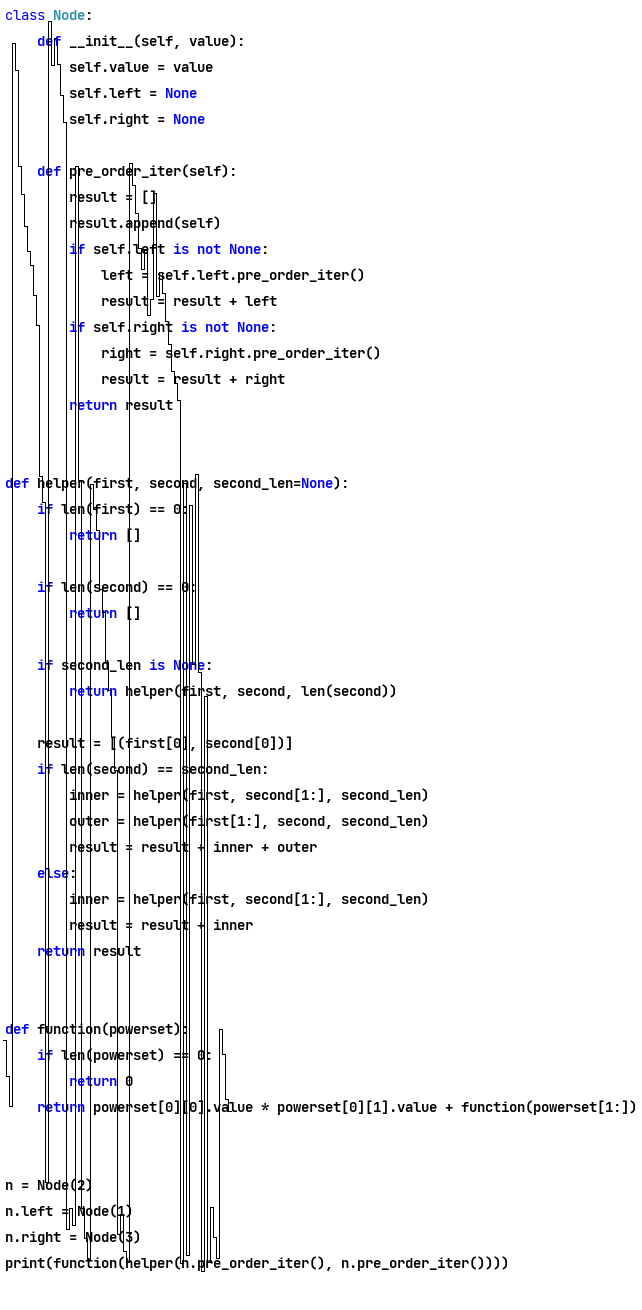 class Node:
    def __init__(self, value):
        self.value = value
        self.left = None
        self.right = None

    def pre_order_iter(self):
        result = []
        result.append(self)
        if self.left is not None:
            left = self.left.pre_order_iter()
            result = result + left
        if self.right is not None:
            right = self.right.pre_order_iter()
            result = result + right
        return result


def helper(first, second, second_len=None):
    if len(first) == 0:
        return []

    if len(second) == 0:
        return []

    if second_len is None:
        return helper(first, second, len(second))

    result = [(first[0], second[0])]
    if len(second) == second_len:
        inner = helper(first, second[1:], second_len)
        outer = helper(first[1:], second, second_len)
        result = result + inner + outer
    else:
        inner = helper(first, second[1:], second_len)
        result = result + inner
    return result


def function(powerset):
    if len(powerset) == 0:
        return 0
    return powerset[0][0].value * powerset[0][1].value + function(powerset[1:])


n = Node(2)
n.left = Node(1)
n.right = Node(3)
print(function(helper(n.pre_order_iter(), n.pre_order_iter())))